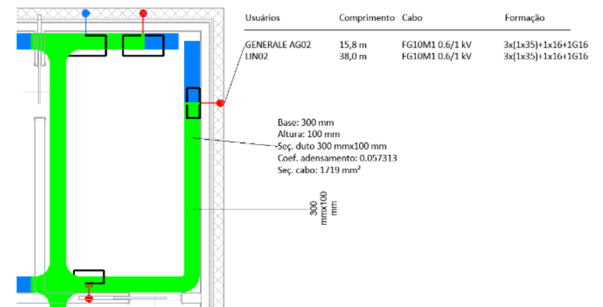 Usuários Comprimento Cabo Formação
GENERALE AG02 15,8 m FG10M1 0.6/1 kV 3x(1x35)+1x16+1G16
LIN02 38,0 m FG10M1 0.6/1 kV 3x(1x35)+1x16+1G16
Base: 300 mm
Altura: 100 mm
Seç. duto 300 mmx100 mm
Coef. adensamento: 0.057313
Seç. cabo: 1719 mm²
300
mmx100
mm